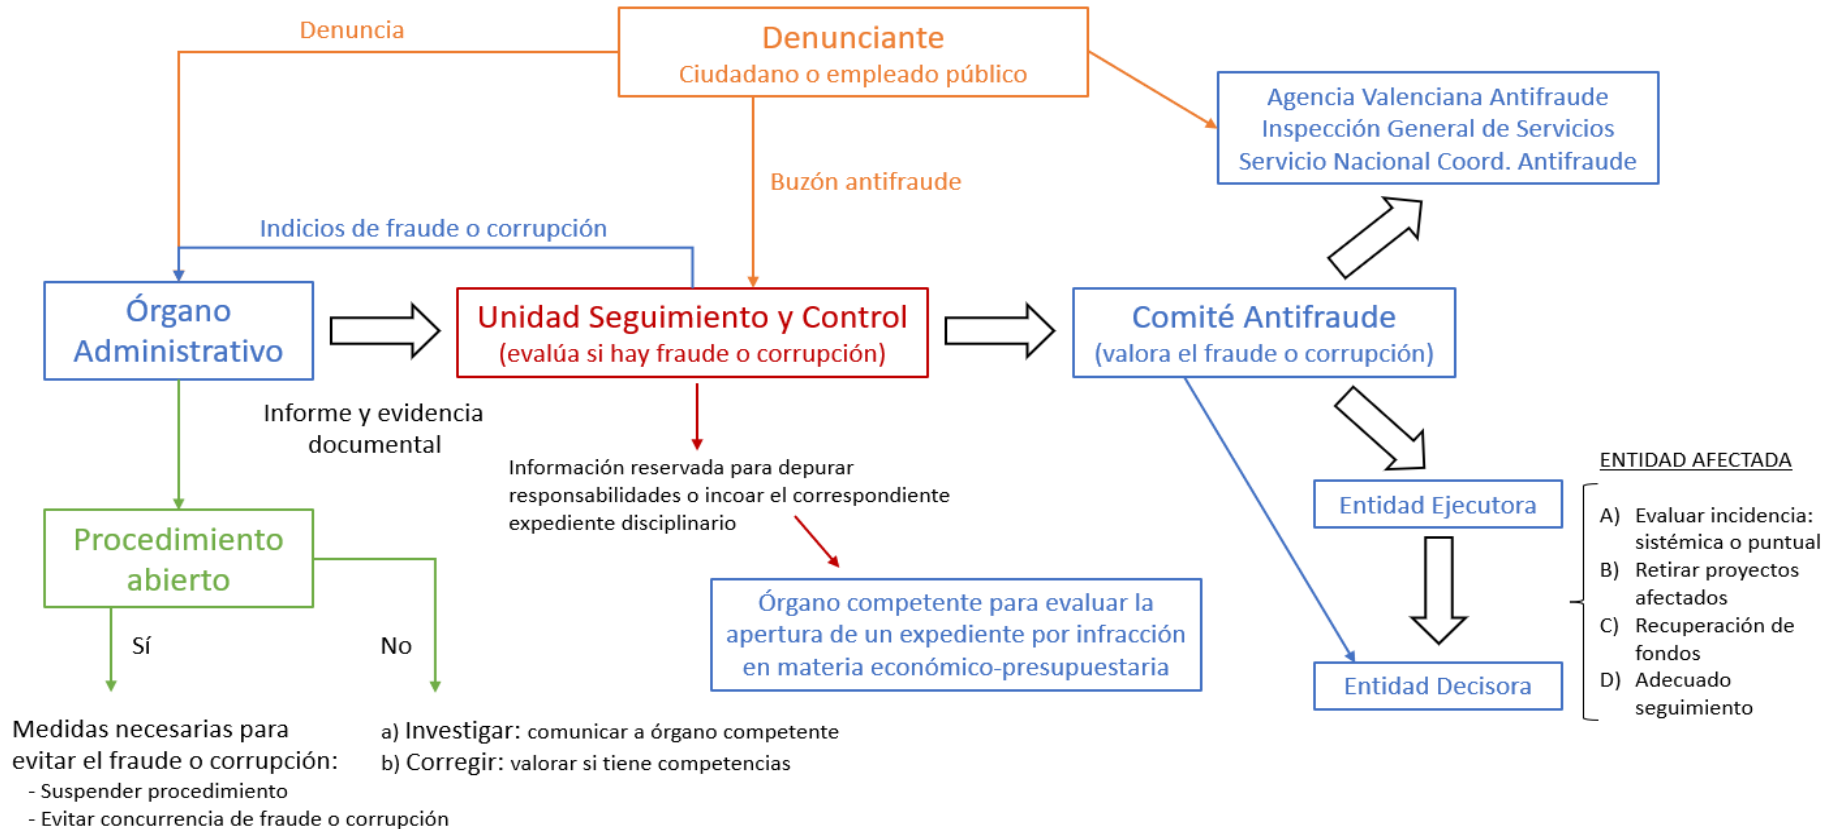 Denuncia
Denunciante
Ciudadano o empleado público
Agencia Valenciana Antifraude
Inspección General de Servicios
Servicio Nacional Coord. Antifraude
Buzón antifraude
Indicios de fraude o corrupción
Órgano
Administrativo
Unidad Seguimiento y Control
(evalúa si hay fraude o corrupción)
Comité Antifraude
(valora el fraude o corrupción)
Informe y evidencia
documental
Información reservada para depurar
responsabilidades o incoar el correspondiente
expediente disciplinario
Procedimiento
abierto
Sí
No
Órgano competente para evaluar la
apertura de un expediente por infracción
en materia económico-presupuestaria
Entidad Ejecutora
Entidad Decisora
ENTIDAD AFECTADA
A) Evaluar incidencia:
sistémica o puntual
B) Retirar proyectos
afectados
C) Recuperación de
fondos
D) Adecuado
seguimiento
Medidas necesarias para
evitar el fraude o corrupción:
- Suspender procedimiento
- Evitar concurrencia de fraude o corrupción
a) Investigar: comunicar a órgano competente
b) Corregir: valorar si tiene competencias